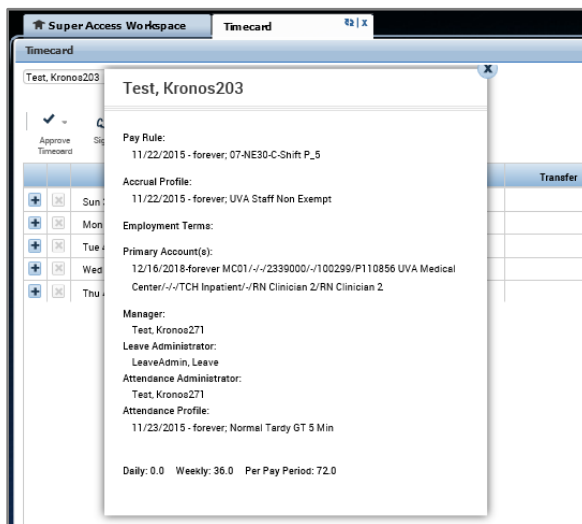 Super Access Workspace
Timecard
Timecard
Test, Kronos203
Approve
Timecard
Transfer
Sun
Mon
Tue
Wed
Thu
X
Test, Kronos203
Pay Rule:
11/22/2015 - forever; 07-NE30-C-Shift P_5
Accrual Profile:
11/22/2015 - forever; UVA Staff Non Exempt
Employment Terms:
Primary Account(s):
12/16/2018-forever MC01/-/-/2339000/-/100299/P110856 UVA Medical
Center/-/-/TCH Inpatient/-/RN Clinician 2/RN Clinician 2
Manager:
Test, Kronos271
Leave Administrator:
LeaveAdmin, Leave
Attendance Administrator:
Test, Kronos271
Attendance Profile:
11/23/2015 - forever; Normal Tardy GT 5 Min
Daily: 0.0 Weekly: 36.0 Per Pay Period: 72.0